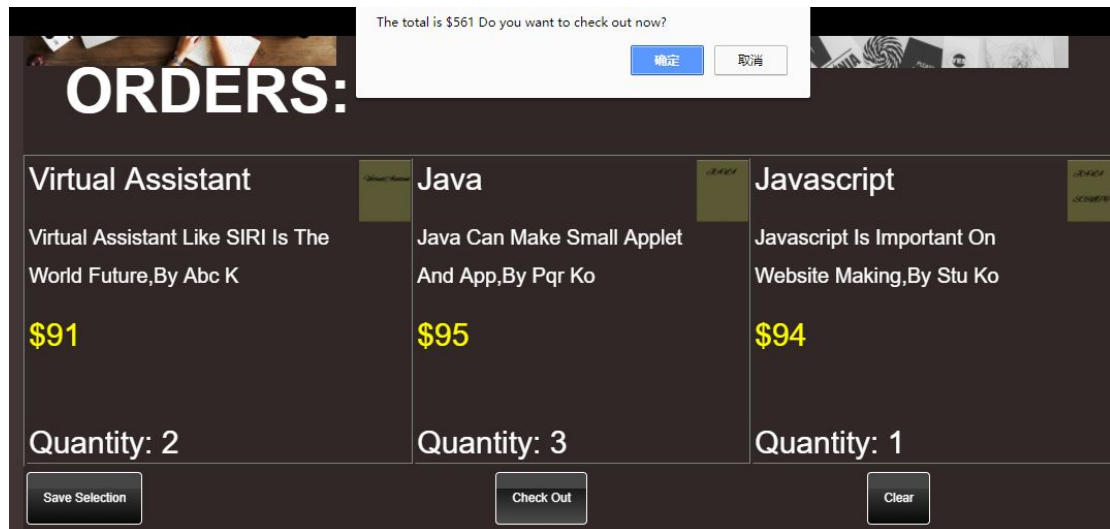 The total is $561 Do you want to check out now?
确定 取消
ORDERS:
Virtual Assistant
Virtual Assistant Like SIRI Is The
World Future,By Abc K
$91
Quantity: 2
Java
Java Can Make Small Applet
And App,By Pqr Ko
$95
Quantity: 3
Javascript
Javascript Is Important On
Website Making,By Stu Ko
$94
Quantity: 1
Save Selection
Check Out
Clear